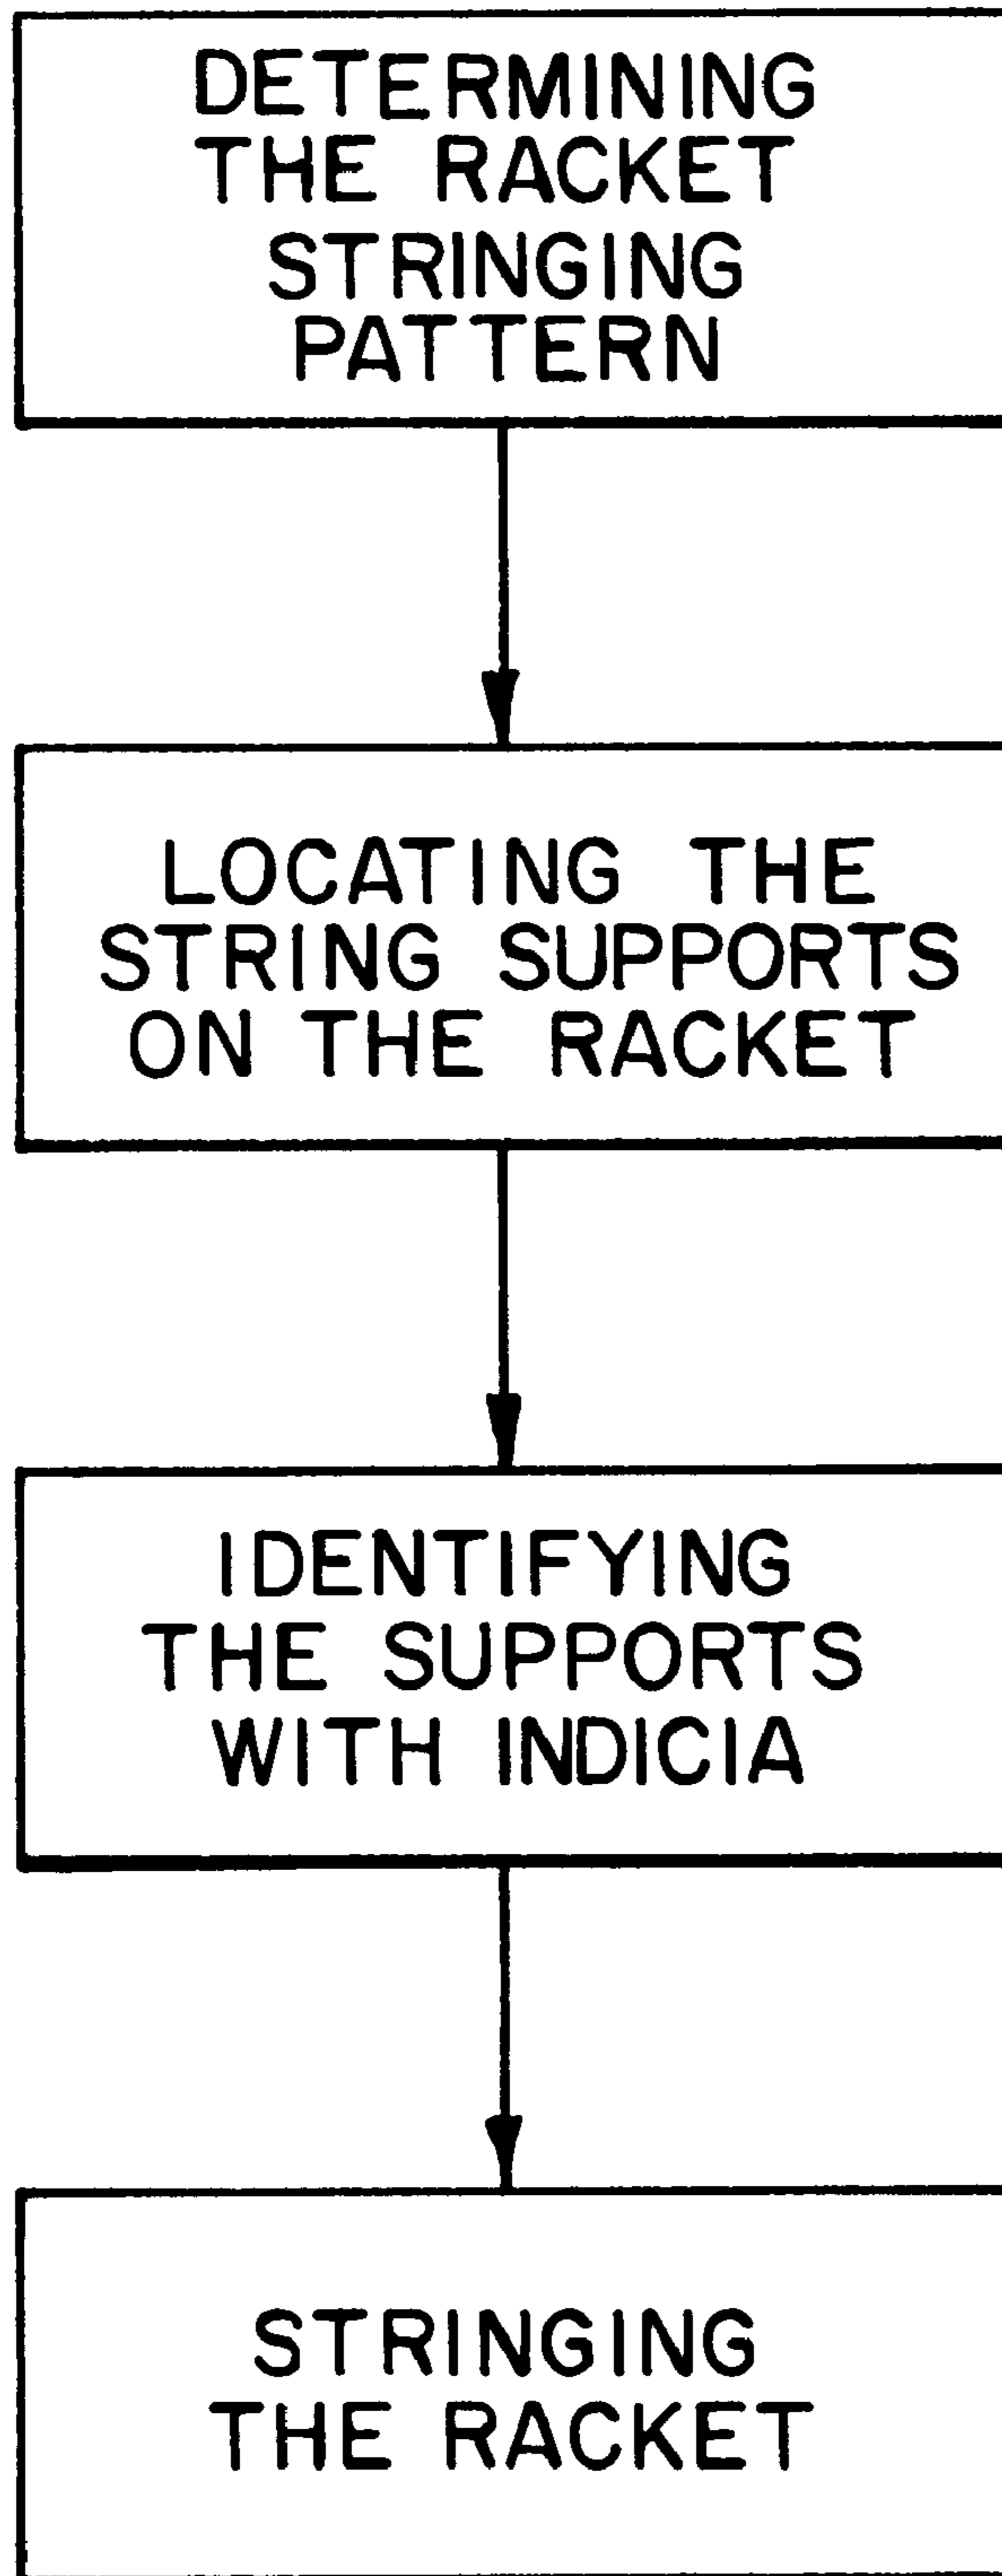 DETERMINING
THE RACKET
STRINGING
PATTERN
LOCATING THE
STRING SUPPORTS
ON THE RACKET
IDENTIFYING
THE SUPPORTS
WITH INDICIA
STRINGING
THE RACKET